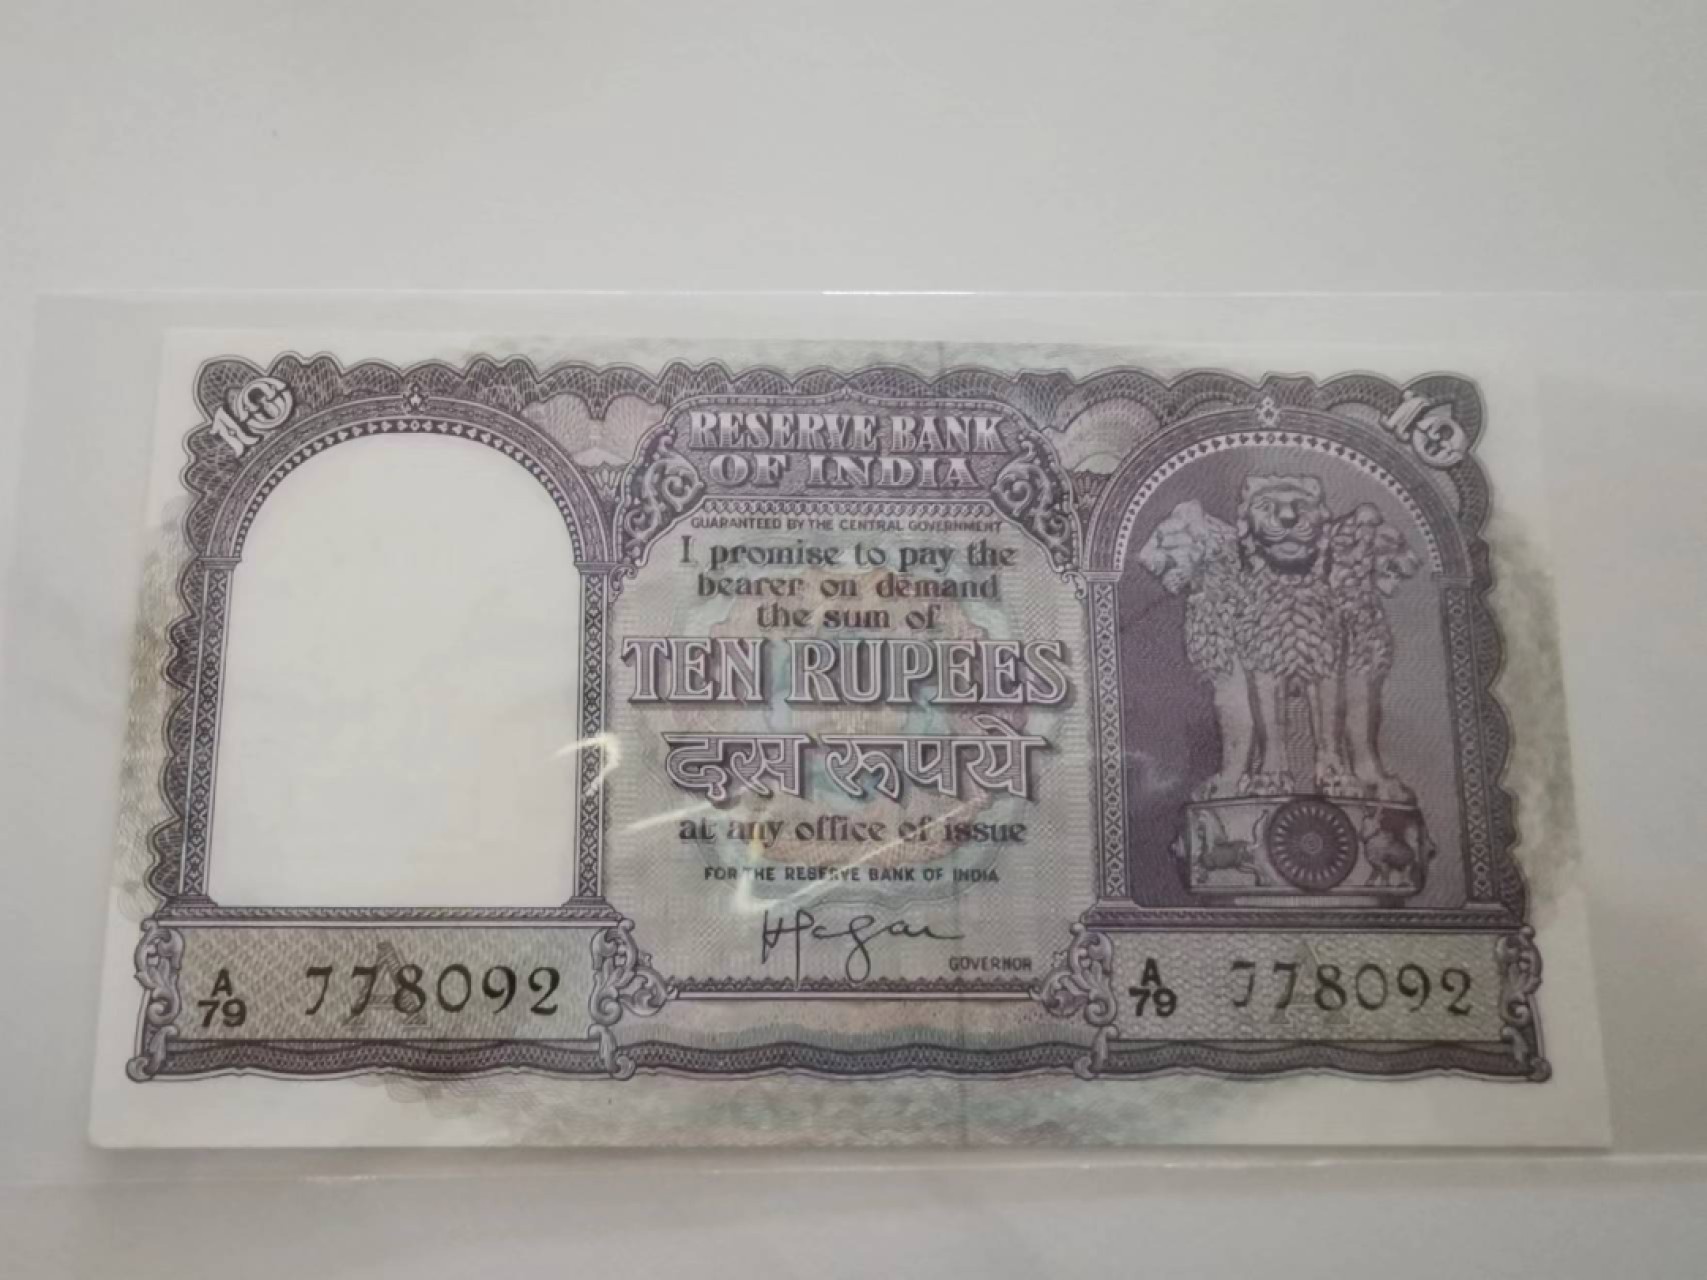 10
10
RESERVE BANK
OF INDIA
GUARANTEED BY THE CENTRAL GOVERNMENT
I promise to pay the
bearer on demand
the sum of
TEN RUPEES
दस रूपये
at any office of issue
FOR THE RESERVE BANK OF INDIA
GOVERNOR
A
79 778092
A
79 778092
A
A